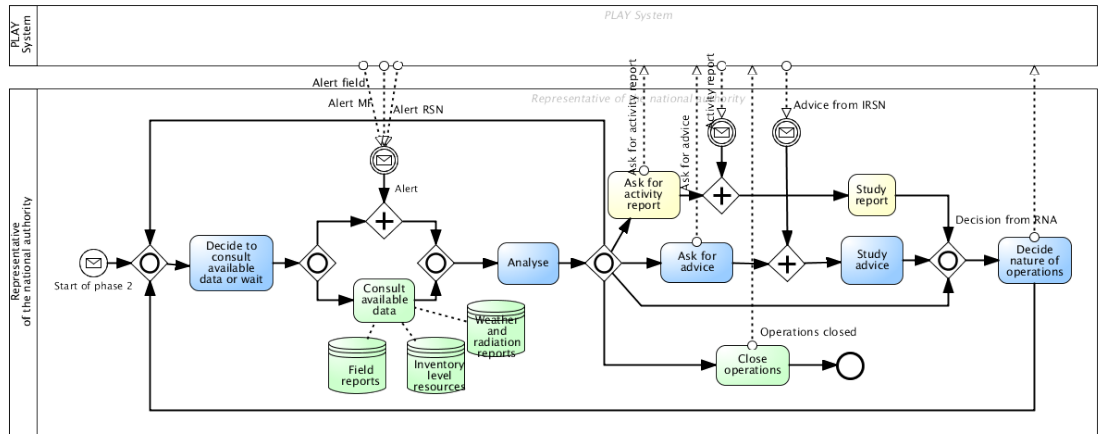 PLAY System
PLAY
System
Alert field
Alert MF
Alert RSN
Ask for activity report
Ask for advice
Activity report
Advice from IRSN
Representative of the national authority
Representative
of the national authority
Alert
Start of phase 2
Decide to
consult
available
data or wait
Consult
available
data
Field
reports
Inventory
level
resources
Weather
and
radiation
reports
Analyse
Ask for
activity
report
Ask for
advice
Study
report
Study
advice
Decision from RNA
Decide
nature of
operations
Operations closed
Close
operations